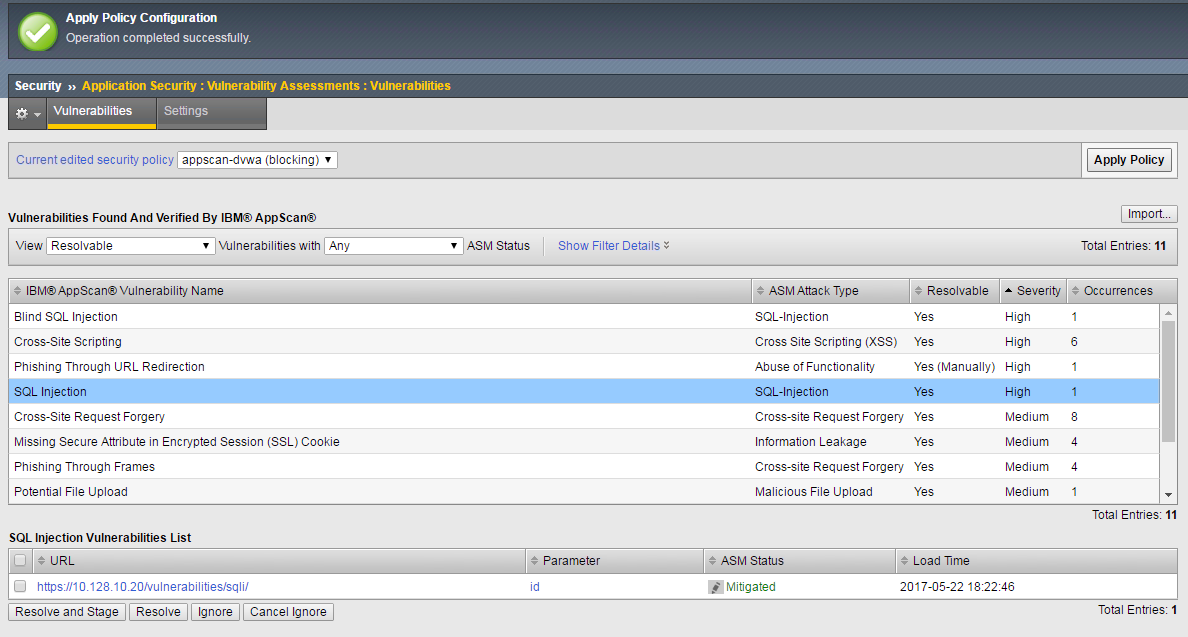 Apply Policy Configuration
Operation completed successfully.
Security ›› Application Security : Vulnerability Assessments : Vulnerabilities
Vulnerabilities Settings
Current edited security policy appscan-dvwa (blocking) Apply Policy
Vulnerabilities Found And Verified By IBM® AppScan® Import...
View Resolvable Vulnerabilities with Any ASM Status Show Filter Details Total Entries: 11
IBM® AppScan® Vulnerability Name ASM Attack Type Resolvable Severity Occurrences
Blind SQL Injection SQL-Injection Yes High 1
Cross-Site Scripting Cross Site Scripting (XSS) Yes High 6
Phishing Through URL Redirection Abuse of Functionality Yes (Manually) High 1
SQL Injection SQL-Injection Yes High 1
Cross-Site Request Forgery Cross-site Request Forgery Yes Medium 8
Missing Secure Attribute in Encrypted Session (SSL) Cookie Information Leakage Yes Medium 4
Phishing Through Frames Cross-site Request Forgery Yes Medium 4
Potential File Upload Malicious File Upload Yes Medium 1
Total Entries: 11
SQL Injection Vulnerabilities List
URL Parameter ASM Status Load Time
https://10.128.10.20/vulnerabilities/sqli/ id Mitigated 2017-05-22 18:22:46
Resolve and Stage Resolve Ignore Cancel Ignore Total Entries: 1